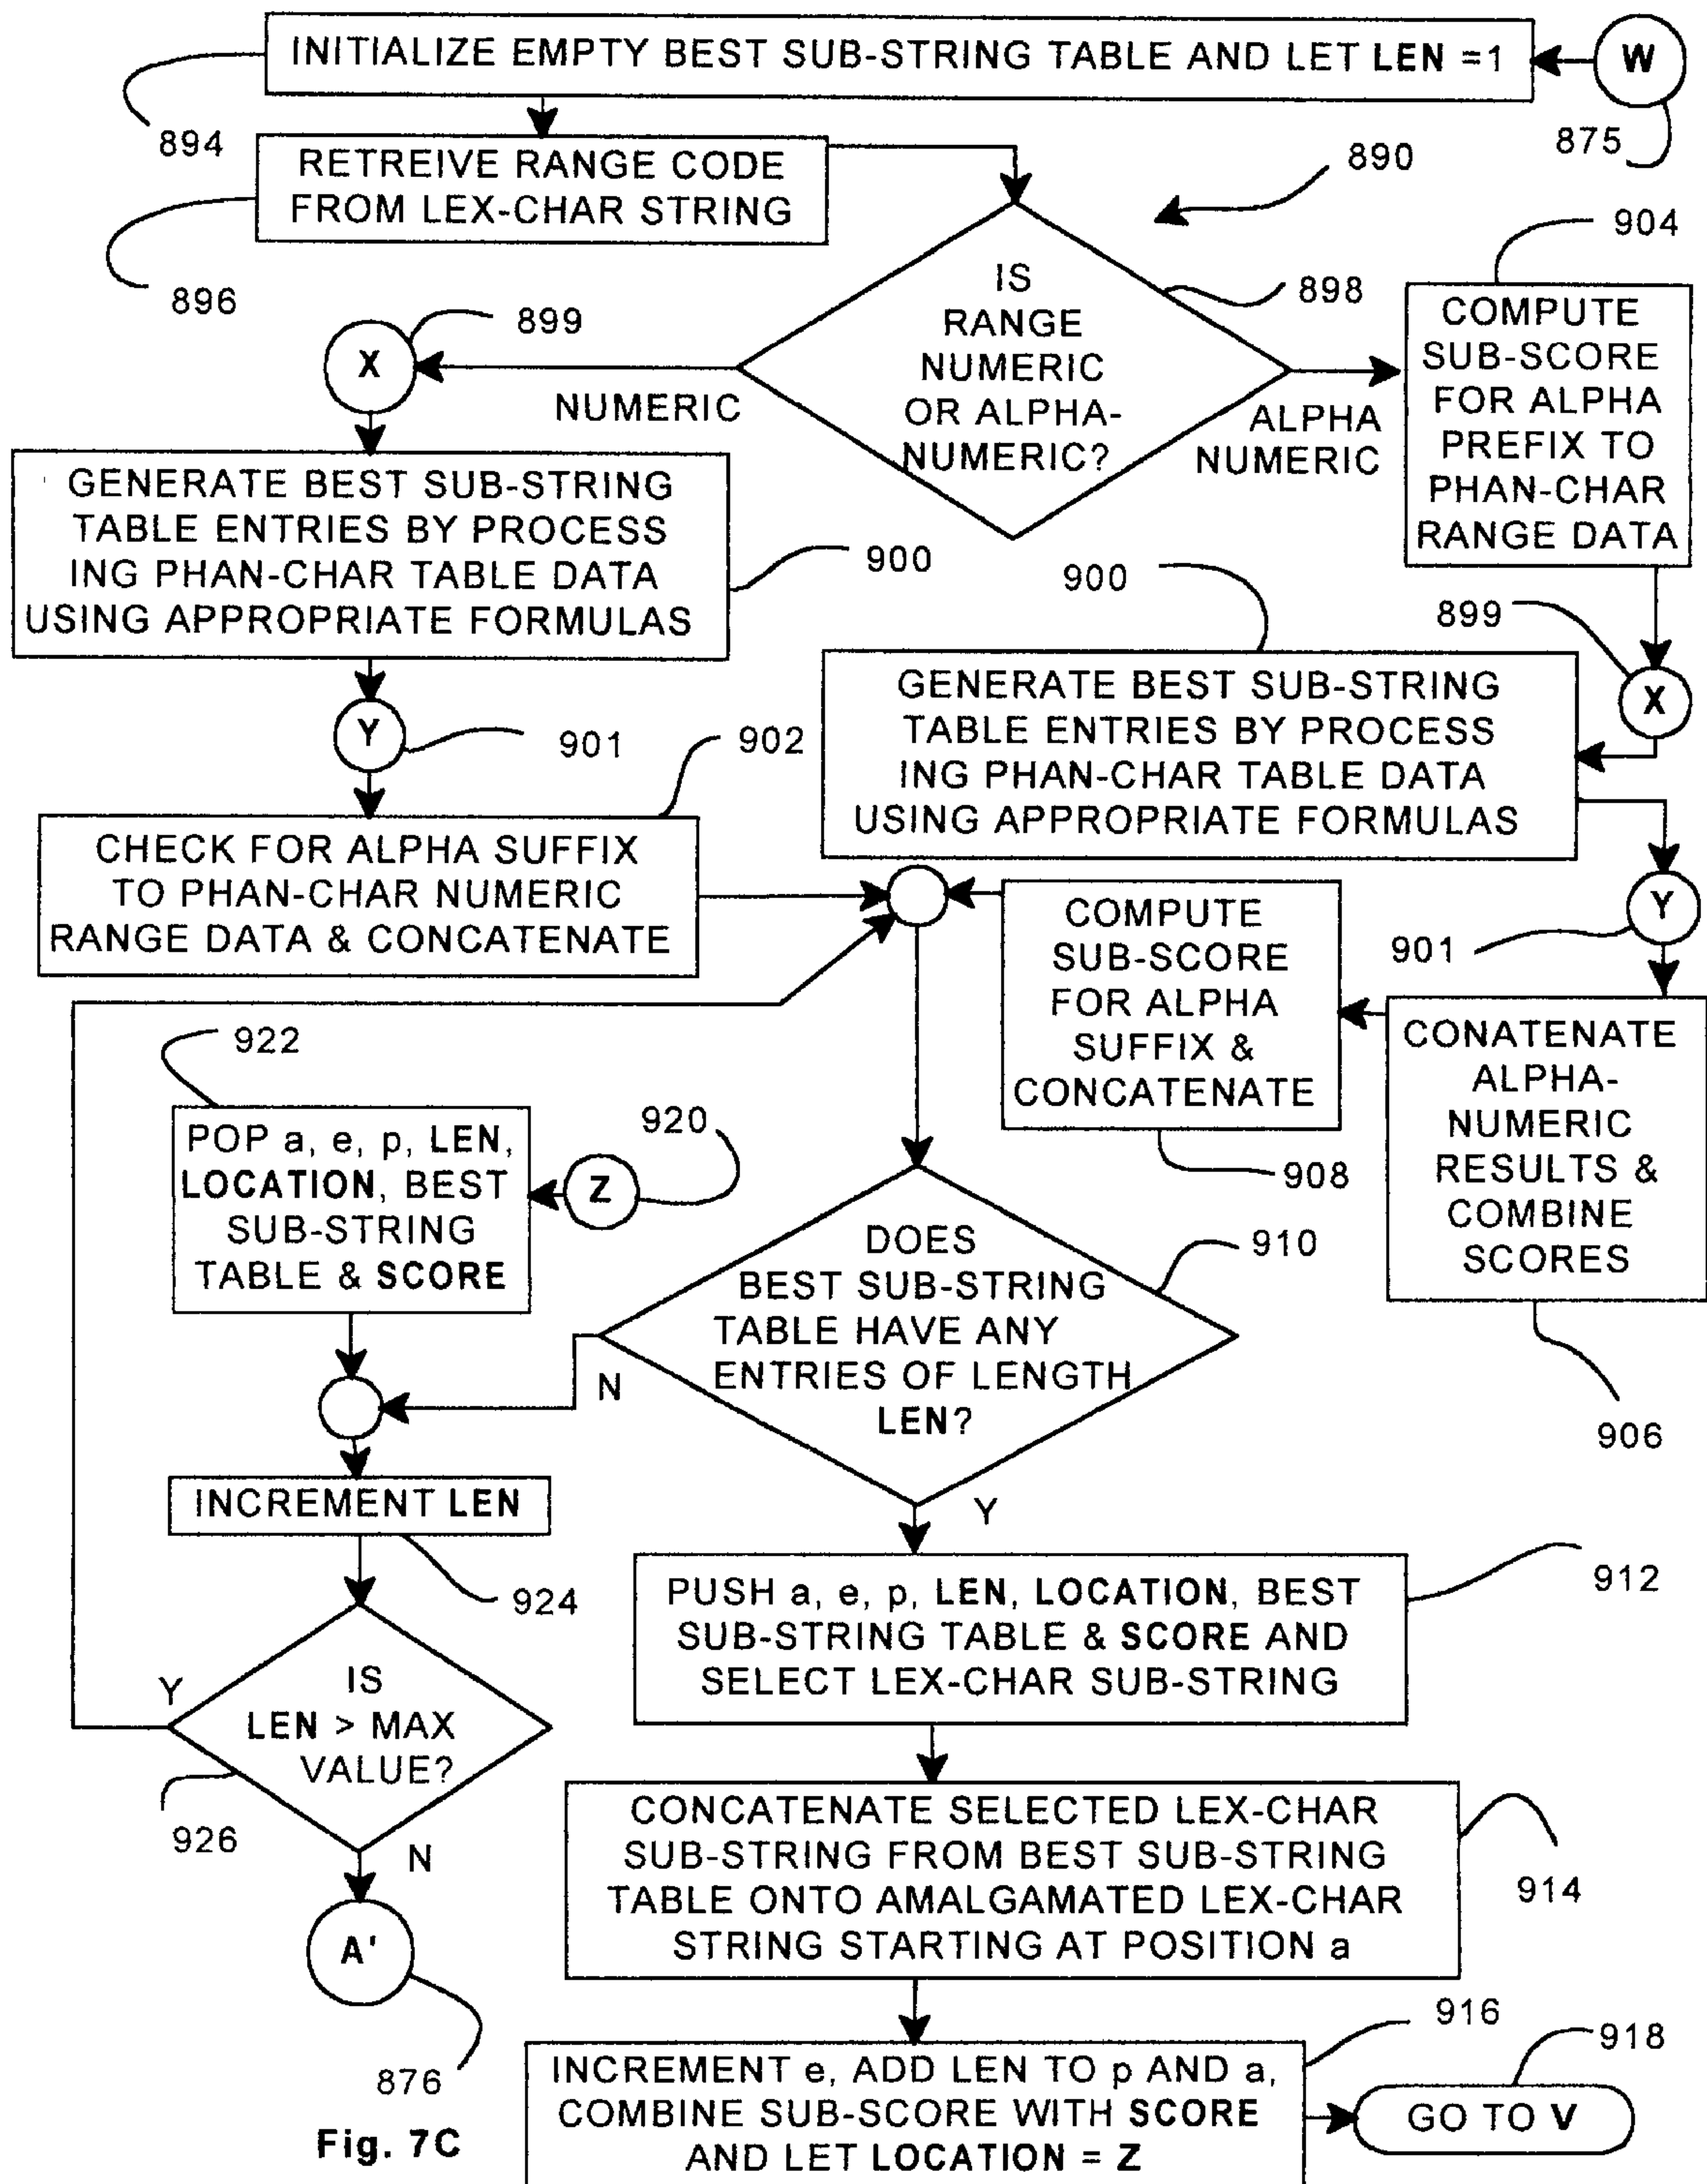 INITIALIZE EMPTY BEST SUB-STRING TABLE AND LET LEN =1
W
894
875
RETREIVE RANGE CODE
FROM LEX-CHAR STRING
890
896
904
IS
RANGE
NUMERIC
OR ALPHA-
NUMERIC?
898
899
X
NUMERIC
ALPHA
NUMERIC
COMPUTE
SUB-SCORE
FOR ALPHA
PREFIX TO
PHAN-CHAR
RANGE DATA
GENERATE BEST SUB-STRING
TABLE ENTRIES BY PROCESS
ING PHAN-CHAR TABLE DATA
USING APPROPRIATE FORMULAS
900
900
899
X
GENERATE BEST SUB-STRING
TABLE ENTRIES BY PROCESS
ING PHAN-CHAR TABLE DATA
USING APPROPRIATE FORMULAS
Y
901
902
CHECK FOR ALPHA SUFFIX
TO PHAN-CHAR NUMERIC
RANGE DATA & CONCATENATE
COMPUTE
SUB-SCORE
FOR ALPHA
SUFFIX &
CONCATENATE
Y
901
CONATENATE
ALPHA-
NUMERIC
RESULTS &
COMBINE
SCORES
922
POP a, e, p, LEN,
LOCATION, BEST
SUB-STRING
TABLE & SCORE
920
Z
908
DOES
BEST SUB-STRING
TABLE HAVE ANY
ENTRIES OF LENGTH
LEN?
910
N
906
INCREMENT LEN
Y
924
912
PUSH a, e, p, LEN, LOCATION, BEST
SUB-STRING TABLE & SCORE AND
SELECT LEX-CHAR SUB-STRING
Y
IS
LEN > MAX
VALUE?
926
N
CONCATENATE SELECTED LEX-CHAR
SUB-STRING FROM BEST SUB-STRING
TABLE ONTO AMALGAMATED LEX-CHAR
STRING STARTING AT POSITION a
914
A'
876
916
918
INCREMENT e, ADD LEN TO p AND a,
COMBINE SUB-SCORE WITH SCORE
AND LET LOCATION = Z
GO TO V
Fig. 7C